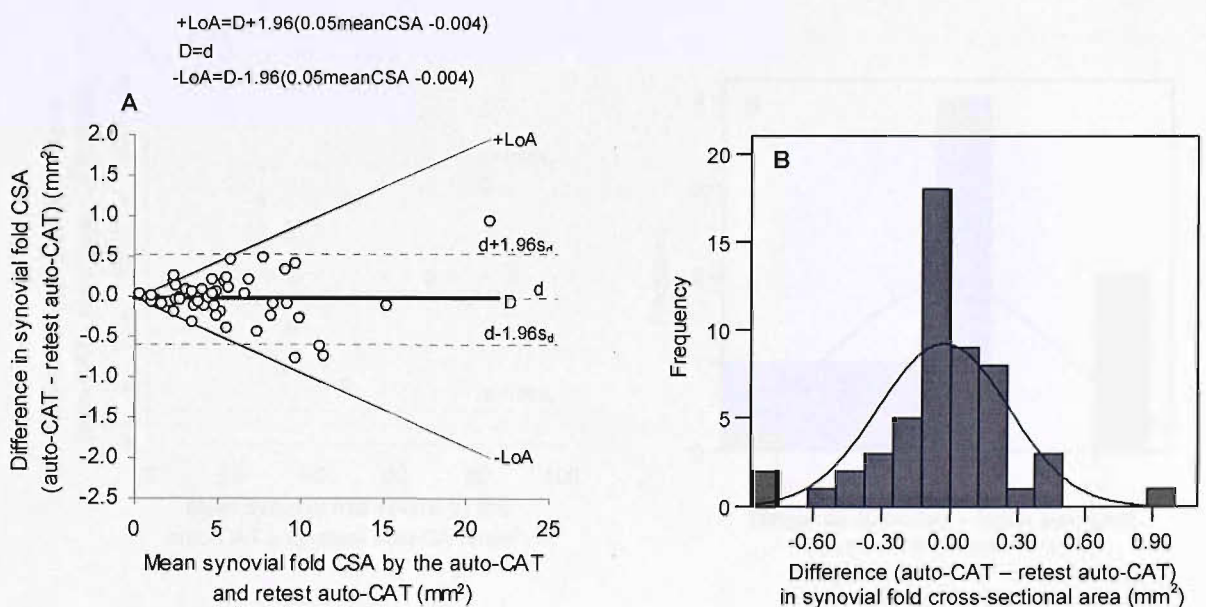 +LoA=D+1.96(0.05meanCSA -0.004)
D=d
-LoA=D-1.96(0.05meanCSA -0.004)
A
Difference in synovial fold CSA
(auto-CAT - retest auto-CAT) (mm²)
2.0
1.5
1.0
0.5
0.0
-0.5
-1.0
-1.5
-2.0
-2.5
+LoA
d+1.96s_d
d
D
d-1.96s_d
-LoA
0
5
10
15
20
25
Mean synovial fold CSA by the auto-CAT
and retest auto-CAT (mm²)
B
Frequency
20
15
10
5
0
-0.60
-0.30
0.00
0.30
0.60
0.90
Difference (auto-CAT – retest auto-CAT)
in synovial fold cross-sectional area (mm²)